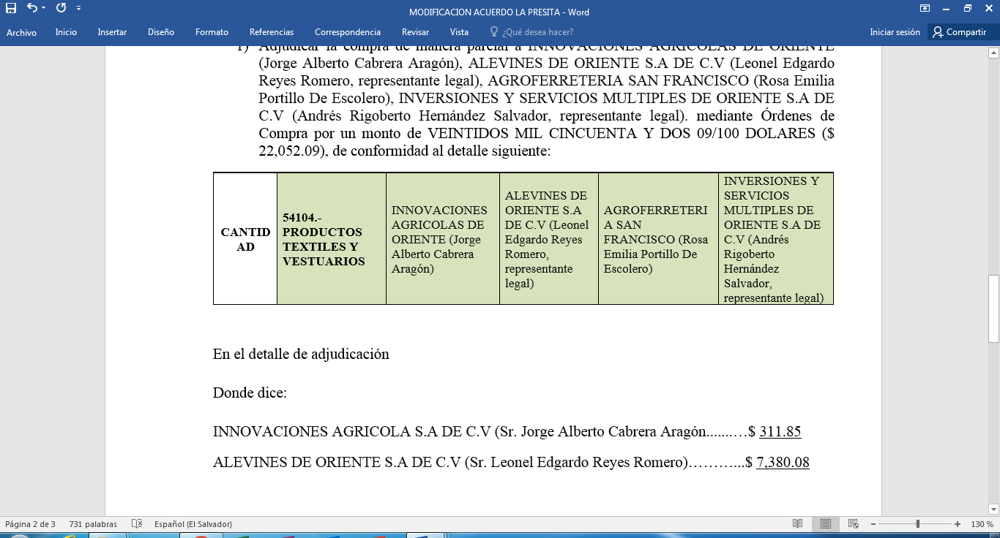 MODIFICACION ACUERDO LA PRESITA - Word
Archivo Inicio Insertar Diseño Formato Referencias Correspondencia Revisar Vista ¿Qué desea hacer? Iniciar sesión Compartir
1) Adjudicar la compra de manera parcial a INNOVACIONES AGRICOLAS DE ORIENTE
(Jorge Alberto Cabrera Aragón), ALEVINES DE ORIENTE S.A DE C.V (Leonel Edgardo
Reyes Romero, representante legal), AGROFERRETERIA SAN FRANCISCO (Rosa Emilia
Portillo De Escolero), INVERSIONES Y SERVICIOS MULTIPLES DE ORIENTE S.A DE
C.V (Andrés Rigoberto Hernández Salvador, representante legal). mediante Órdenes de
Compra por un monto de VEINTIDOS MIL CINCUENTA Y DOS 09/100 DOLARES ($
22,052.09), de conformidad al detalle siguiente:
CANTID
AD
54104.-
PRODUCTOS
TEXTILES Y
VESTUARIOS
INNOVACIONES
AGRICOLAS DE
ORIENTE (Jorge
Alberto Cabrera
Aragón)
ALEVINES DE
ORIENTE S.A
DE C.V (Leonel
Edgardo Reyes
Romero,
representante
legal)
AGROFERRETERI
A SAN
FRANCISCO (Rosa
Emilia Portillo De
Escolero)
INVERSIONES Y
SERVICIOS
MULTIPLES DE
ORIENTE S.A DE
C.V (Andrés
Rigoberto
Hernández
Salvador,
representante legal)
En el detalle de adjudicación
Donde dice:
INNOVACIONES AGRICOLA S.A DE C.V (Sr. Jorge Alberto Cabrera Aragón.......…$ 311.85
ALEVINES DE ORIENTE S.A DE C.V (Sr. Leonel Edgardo Reyes Romero)………...$ 7,380.08
Página 2 de 3 731 palabras Español (El Salvador) 130 %